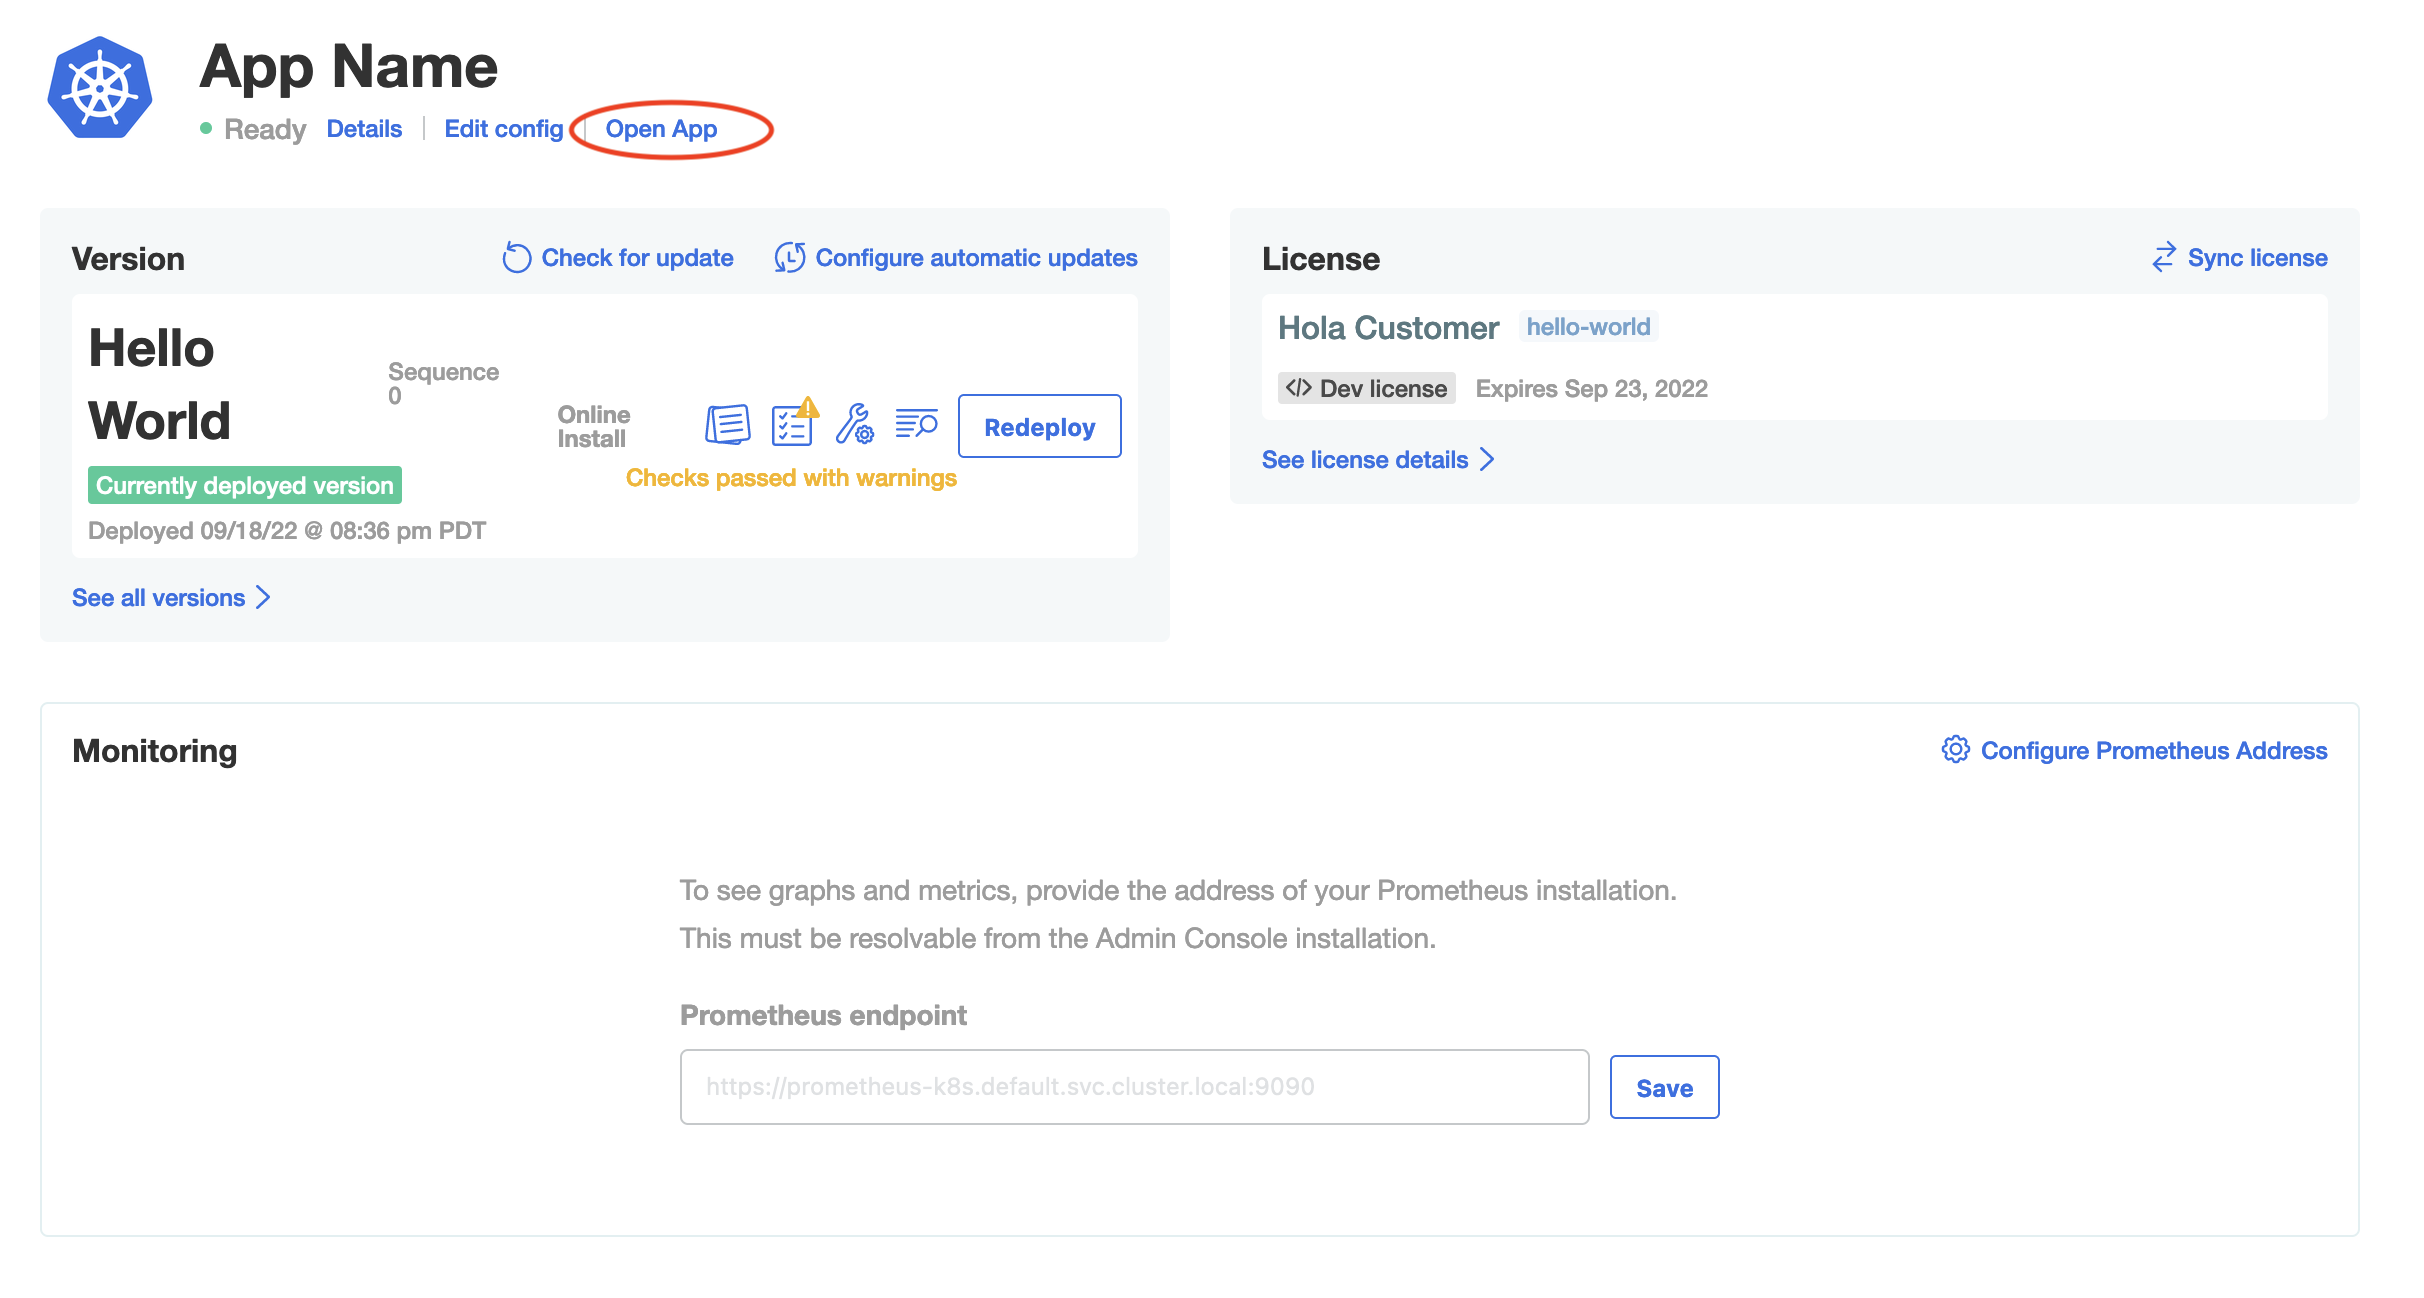 App Name
Ready Details Edit config Open App
Version Check for update Configure automatic updates
Hello
World
Sequence
0
Online
Install
Redeploy
Checks passed with warnings
Currently deployed version
Deployed 09/18/22 @ 08:36 pm PDT
See all versions
License Sync license
Hola Customer hello-world
Dev license Expires Sep 23, 2022
See license details
Monitoring Configure Prometheus Address
To see graphs and metrics, provide the address of your Prometheus installation.
This must be resolvable from the Admin Console installation.
Prometheus endpoint
https://prometheus-k8s.default.svc.cluster.local:9090
Save